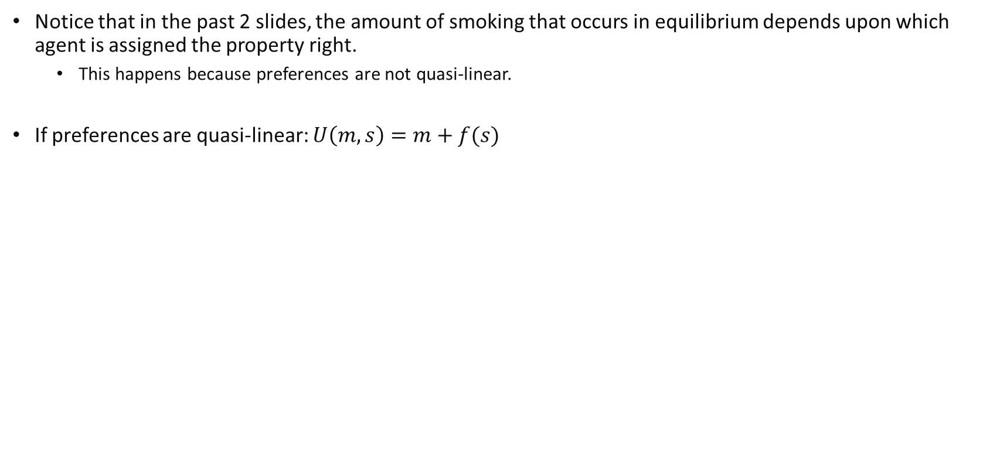 • Notice that in the past 2 slides, the amount of smoking that occurs in equilibrium depends upon which
agent is assigned the property right.
• This happens because preferences are not quasi-linear.
• If preferences are quasi-linear: U(m, s) = m + f(s)